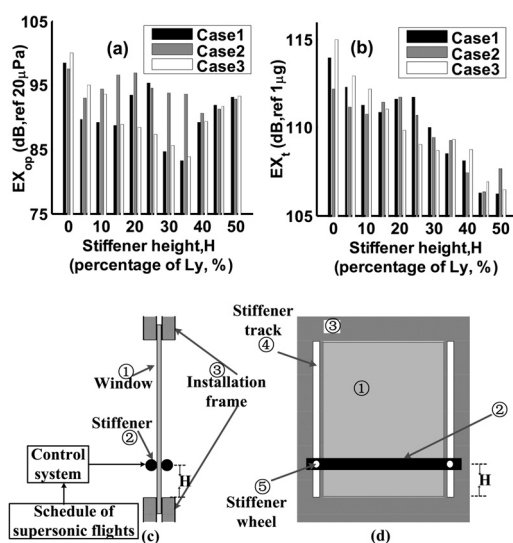 105
95
85
75
EXop (dB,ref 20μPa)
(a)
Case1
Case2
Case3
0 10 20 30 40 50
Stiffener height,H
(percentage of Ly, %)
115
110
105
EXt (dB,ref 1μg)
(b)
Case1
Case2
Case3
0 10 20 30 40 50
Stiffener height,H
(percentage of Ly, %)
①
Window
Stiffener
②
③
Installation
frame
Control
system
Schedule of
supersonic flights
H
(c)
Stiffener
track
④
③
①
②
⑤
Stiffener
wheel
H
(d)